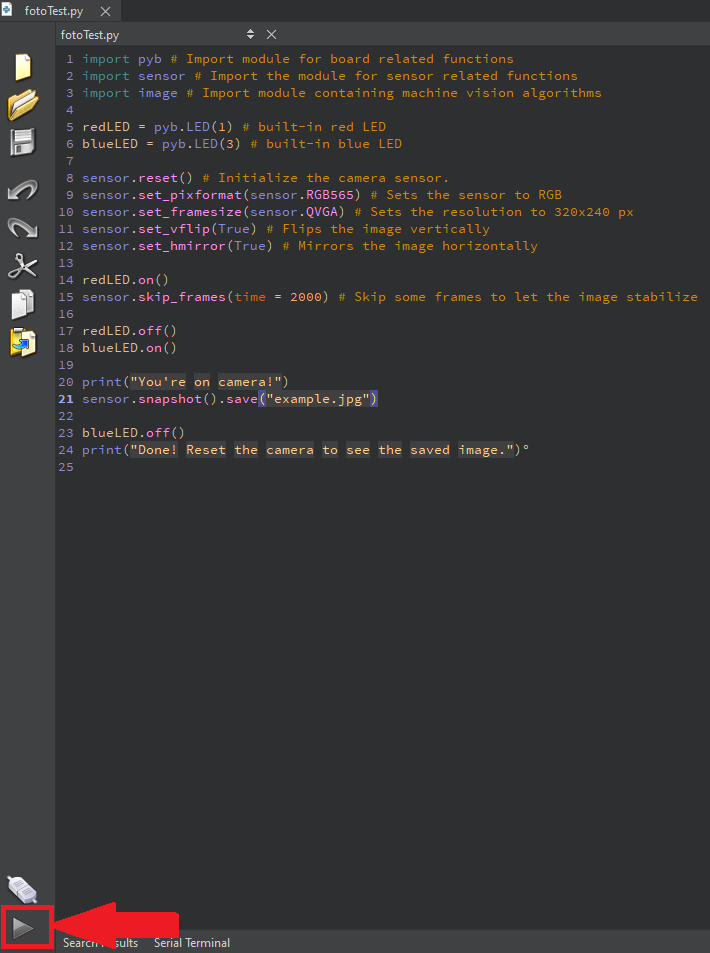 fotoTest.py
fotoTest.py
1 import pyb # Import module for board related functions
2 import sensor # Import the module for sensor related functions
3 import image # Import module containing machine vision algorithms
4
5 redLED = pyb.LED(1) # built-in red LED
6 blueLED = pyb.LED(3) # built-in blue LED
7
8 sensor.reset() # Initialize the camera sensor.
9 sensor.set_pixformat(sensor.RGB565) # Sets the sensor to RGB
10 sensor.set_framesize(sensor.QVGA) # Sets the resolution to 320x240 px
11 sensor.set_vflip(True) # Flips the image vertically
12 sensor.set_hmirror(True) # Mirrors the image horizontally
13
14 redLED.on()
15 sensor.skip_frames(time = 2000) # Skip some frames to let the image stabilize
16
17 redLED.off()
18 blueLED.on()
19
20 print("You're on camera!")
21 sensor.snapshot().save("example.jpg")
22
23 blueLED.off()
24 print("Done! Reset the camera to see the saved image.")°
25
Search Results Serial Terminal